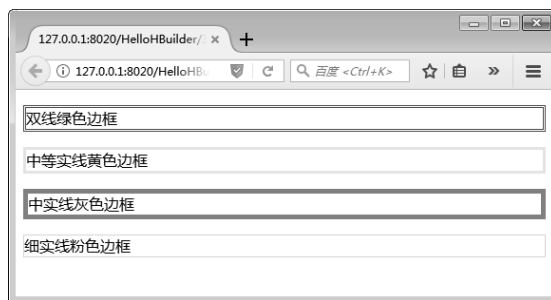 127.0.0.1:8020/HelloHBuilder/
127.0.0.1:8020/HelloHBu
百度 <Ctrl+K>
双线绿色边框
中等实线黄色边框
中实线灰色边框
细实线粉色边框